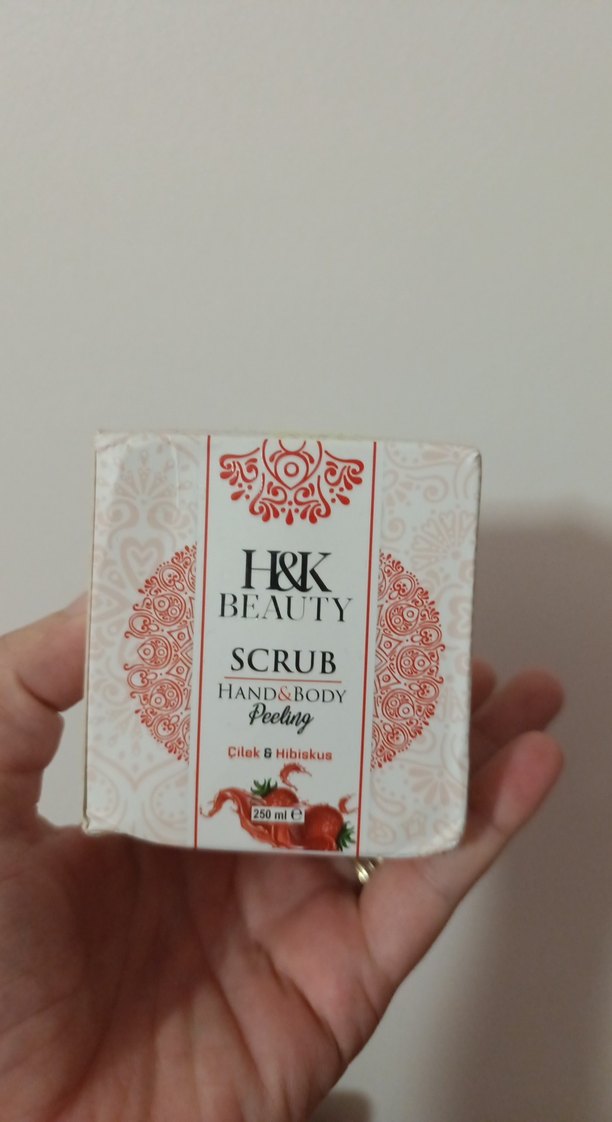 H&K
BEAUTY
SCRUB
HAND&BODY
Peeling
Çilek & Hibiskus
250 ml e